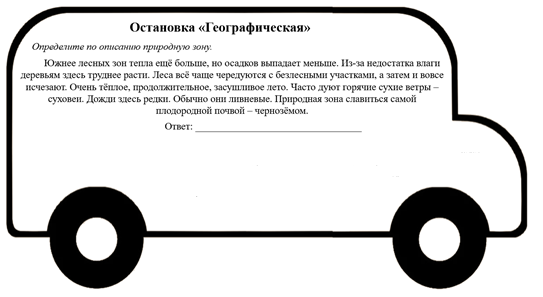 Остановка «Географическая»
Определите по описанию природную зону.
Южнее лесных зон тепла ещё больше, но осадков выпадает меньше. Из-за недостатка влаги
деревьям здесь труднее расти. Леса всё чаще чередуются с безлесными участками, а затем и вовсе
исчезают. Очень тёплое, продолжительное, засушливое лето. Часто дуют горячие сухие ветры –
суховеи. Дожди здесь редки. Обычно они ливневые. Природная зона славиться самой
плодородной почвой – чернозёмом.
Ответ: __________________________________